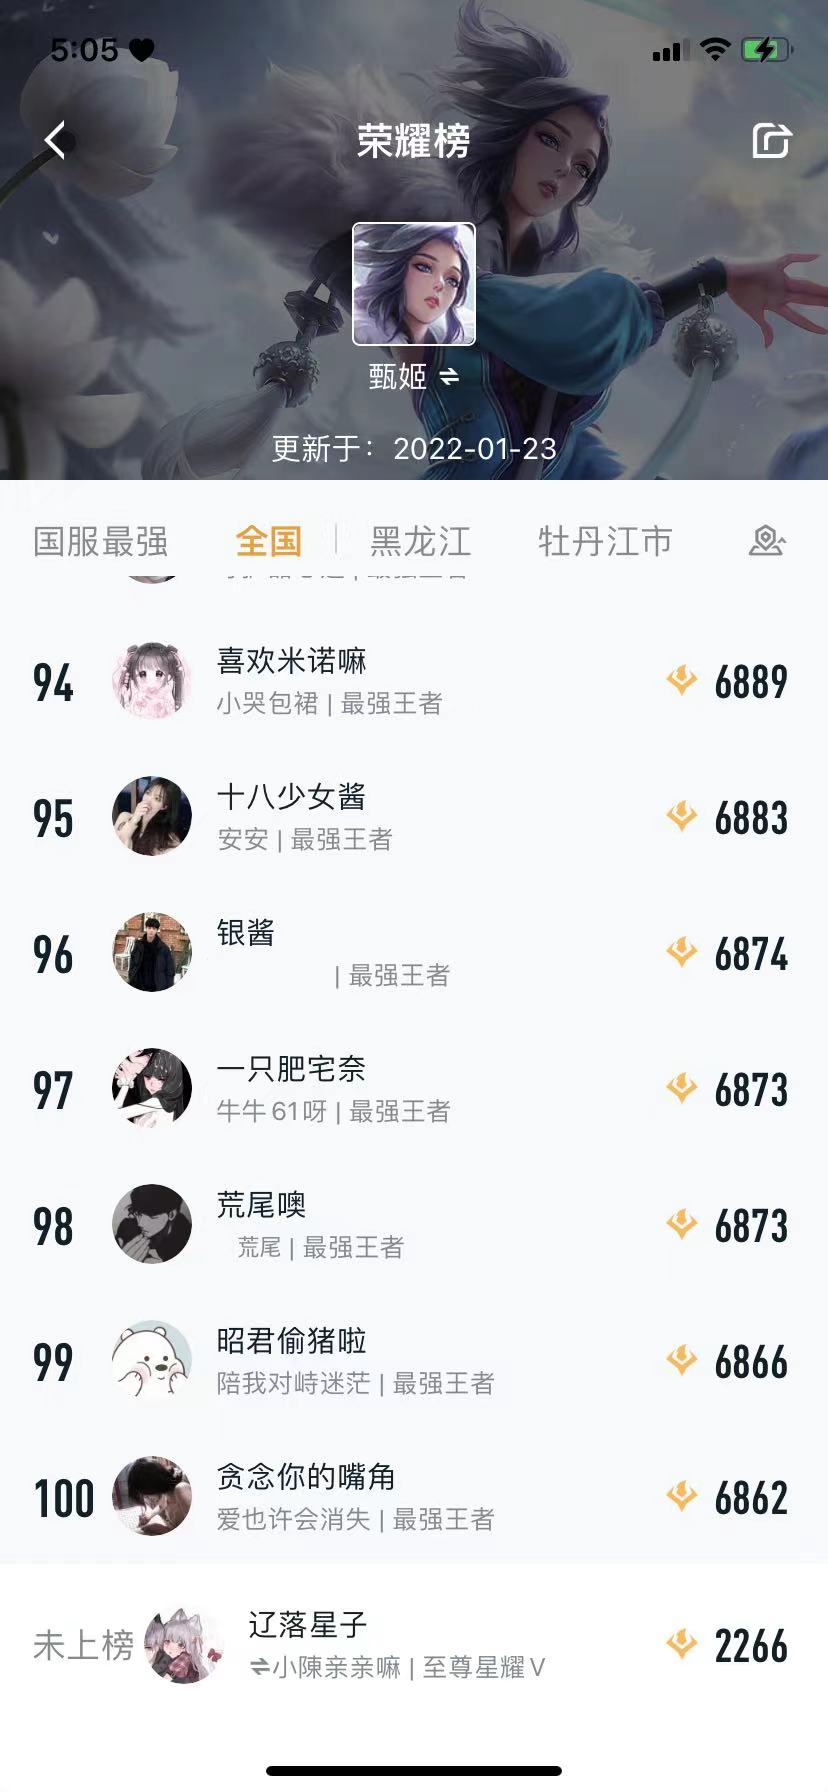 5:05
荣耀榜
甄姬
更新于：2022-01-23
国服最强 全国 黑龙江 牡丹江市
94 喜欢米诺嘛 6889
小哭包裙 | 最强王者
95 十八少女酱 6883
安安 | 最强王者
96 银酱 6874
| 最强王者
97 一只肥宅奈 6873
牛牛61呀 | 最强王者
98 荒尾噢 6873
荒尾 | 最强王者
99 昭君偷猪啦 6866
陪我对峙迷茫 | 最强王者
100 贪念你的嘴角 6862
爱也许会消失 | 最强王者
未上榜 辽落星子 2266
⇌小陳亲亲嘛 | 至尊星耀V